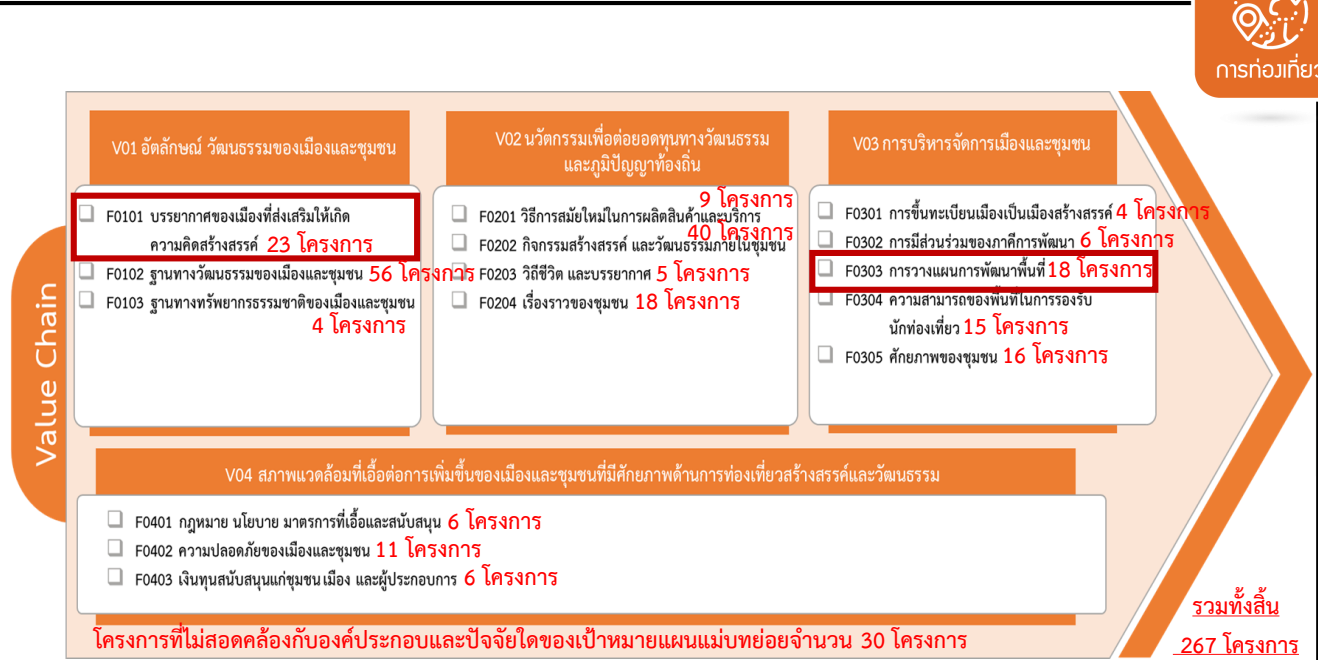 การท่องเที่ยว
Value Chain
V01 อัตลักษณ์ วัฒนธรรมของเมืองและชุมชน
F0101 บรรยากาศของเมืองที่ส่งเสริมให้เกิด
ความคิดสร้างสรรค์ 23 โครงการ
F0102 ฐานทางวัฒนธรรมของเมืองและชุมชน 56 โครงการ
F0103 ฐานทางทรัพยากรธรรมชาติของเมืองและชุมชน
4 โครงการ
V02 นวัตกรรมเพื่อต่อยอดทุนทางวัฒนธรรม
และภูมิปัญญาท้องถิ่น
9 โครงการ
F0201 วิธีการสมัยใหม่ในการผลิตสินค้าและบริการ
40 โครงการ
F0202 กิจกรรมสร้างสรรค์ และวัฒนธรรมภายในชุมชน
F0203 วิถีชีวิต และบรรยากาศ 5 โครงการ
F0204 เรื่องราวของชุมชน 18 โครงการ
V03 การบริหารจัดการเมืองและชุมชน
F0301 การขึ้นทะเบียนเมืองเป็นเมืองสร้างสรรค์ 4 โครงการ
F0302 การมีส่วนร่วมของภาคีการพัฒนา 6 โครงการ
F0303 การวางแผนการพัฒนาพื้นที่ 18 โครงการ
F0304 ความสามารถของพื้นที่ในการรองรับ
นักท่องเที่ยว 15 โครงการ
F0305 ศักยภาพของชุมชน 16 โครงการ
V04 สภาพแวดล้อมที่เอื้อต่อการเพิ่มขึ้นของเมืองและชุมชนที่มีศักยภาพด้านการท่องเที่ยวสร้างสรรค์และวัฒนธรรม
F0401 กฎหมาย นโยบาย มาตรการที่เอื้อและสนับสนุน 6 โครงการ
F0402 ความปลอดภัยของเมืองและชุมชน 11 โครงการ
F0403 เงินทุนสนับสนุนแก่ชุมชน เมือง และผู้ประกอบการ 6 โครงการ
โครงการที่ไม่สอดคล้องกับองค์ประกอบและปัจจัยใดของเป้าหมายแผนแม่บทย่อยจำนวน 30 โครงการ
รวมทั้งสิ้น
267 โครงการ